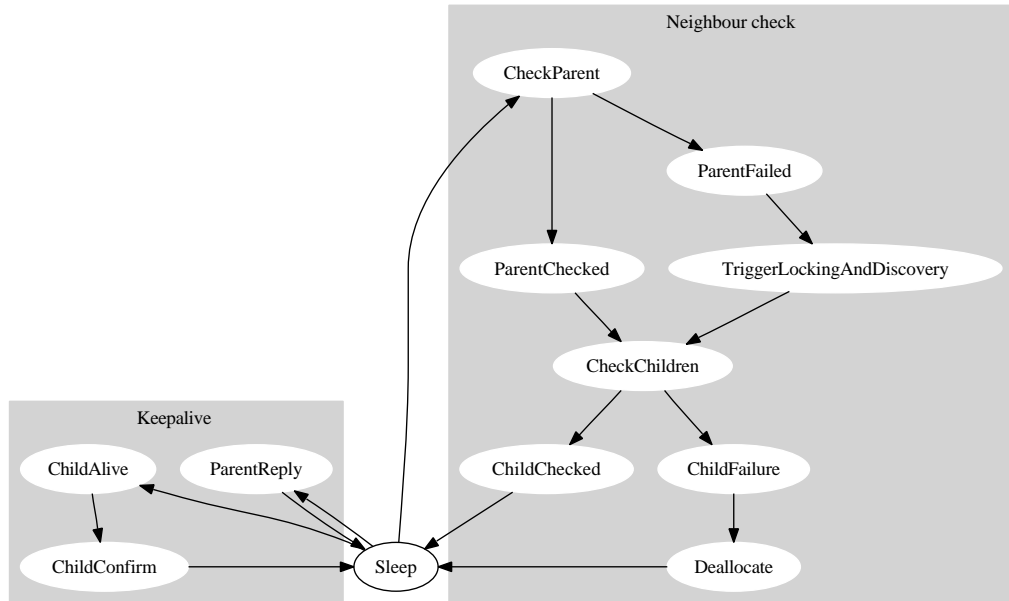 Neighbour check
CheckParent
ParentFailed
ParentChecked
TriggerLockingAndDiscovery
CheckChildren
Keepalive
ChildAlive
ParentReply
ChildChecked
ChildFailure
ChildConfirm
Sleep
Deallocate